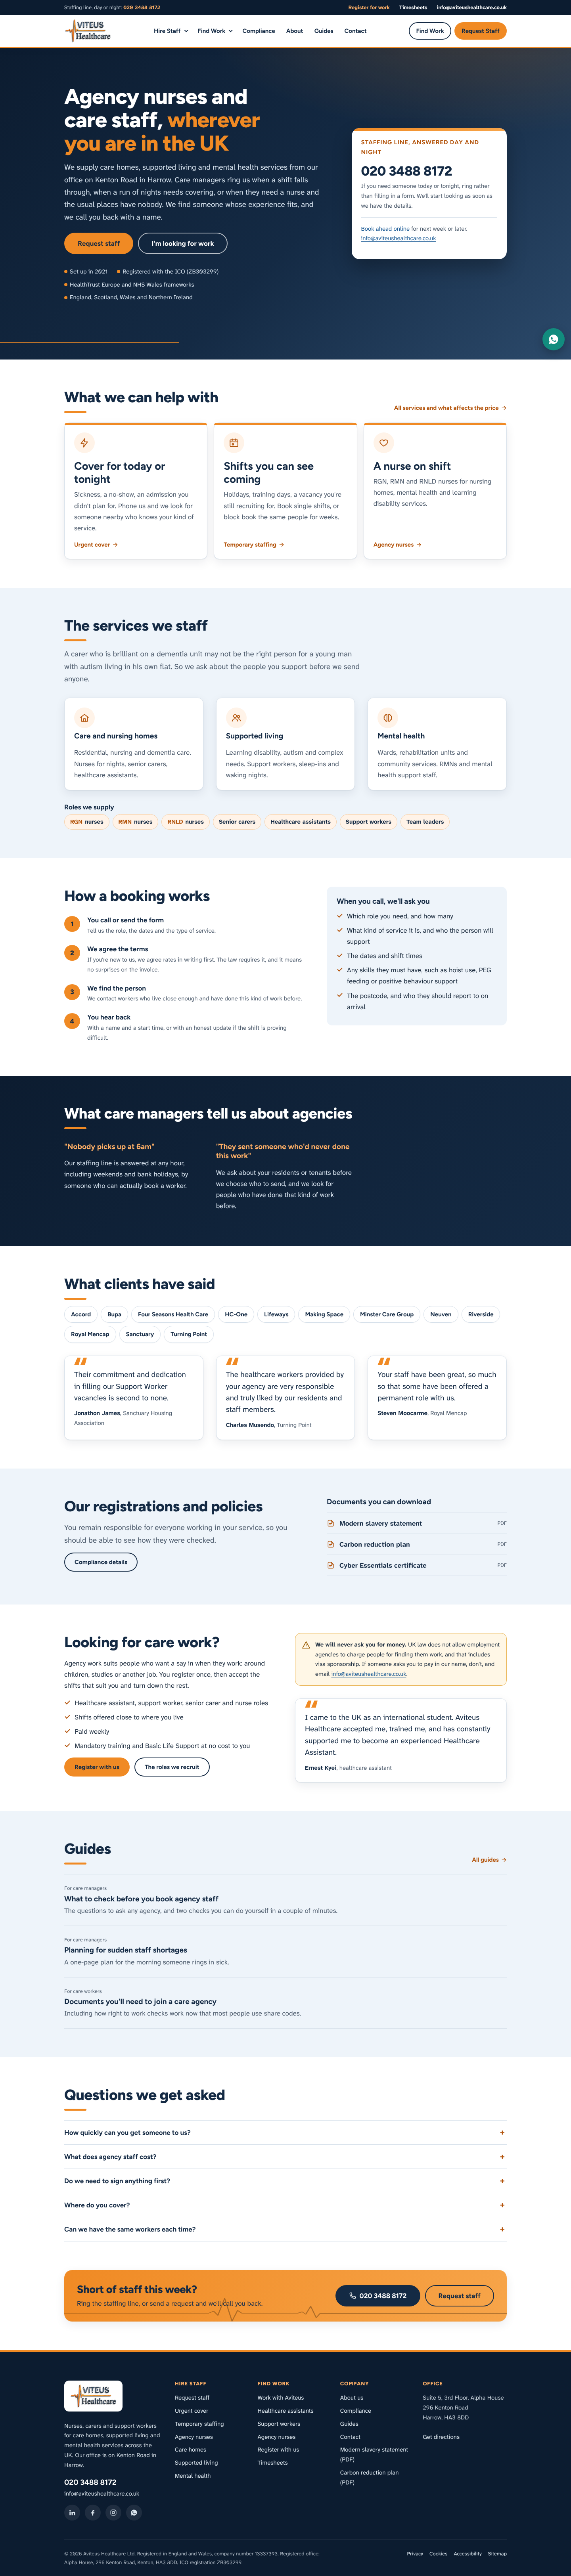 Staffing line, day or night: 020 3488 8172
Register for work
Timesheets
info@aviteushealthcare.co.uk
VITEUS
Healthcare
Hire Staff
Find Work
Compliance
About
Guides
Contact
Find Work
Request Staff
Agency nurses and
care staff, wherever
you are in the UK
We supply care homes, supported living and mental health services from our
office on Kenton Road in Harrow. Care managers ring us when a shift falls
through, when a run of nights needs covering, or when they need a nurse and
the usual places have nobody. We find someone whose experience fits, and
we call you back with a name.
Request staff
I'm looking for work
Set up in 2021
Registered with the ICO (ZB303299)
HealthTrust Europe and NHS Wales frameworks
England, Scotland, Wales and Northern Ireland
STAFFING LINE, ANSWERED DAY AND
NIGHT
020 3488 8172
If you need someone today or tonight, ring rather
than filling in a form. We'll start looking as soon as
we have the details.
Book ahead online for next week or later.
info@aviteushealthcare.co.uk
What we can help with
All services and what affects the price →
Cover for today or
tonight
Sickness, a no-show, an admission you
didn't plan for. Phone us and we look for
someone nearby who knows your kind of
service.
Urgent cover →
Shifts you can see
coming
Holidays, training days, a vacancy you're
still recruiting for. Book single shifts, or
block book the same people for weeks.
Temporary staffing →
A nurse on shift
RGN, RMN and RNLD nurses for nursing
homes, mental health and learning
disability services.
Agency nurses →
The services we staff
A carer who is brilliant on a dementia unit may not be the right person for a young man
with autism living in his own flat. So we ask about the people you support before we send
anyone.
Care and nursing homes
Residential, nursing and dementia care.
Nurses for nights, senior carers,
healthcare assistants.
Supported living
Learning disability, autism and complex
needs. Support workers, sleep-ins and
waking nights.
Mental health
Wards, rehabilitation units and
community services. RMNs and mental
health support staff.
Roles we supply
RGN nurses
RMN nurses
RNLD nurses
Senior carers
Healthcare assistants
Support workers
Team leaders
How a booking works
1
You call or send the form
Tell us the role, the dates and the type of service.
2
We agree the terms
If you're new to us, we agree rates in writing first. The law requires it, and it means
no surprises on the invoice.
3
We find the person
We contact workers who live close enough and have done this kind of work before.
4
You hear back
With a name and a start time, or with an honest update if the shift is proving
difficult.
When you call, we'll ask you
Which role you need, and how many
What kind of service it is, and who the person will
support
The dates and shift times
Any skills they must have, such as hoist use, PEG
feeding or positive behaviour support
The postcode, and who they should report to on
arrival
What care managers tell us about agencies
"Nobody picks up at 6am"
Our staffing line is answered at any hour,
including weekends and bank holidays, by
someone who can actually book a worker.
"They sent someone who'd never done
this work"
We ask about your residents or tenants before
we choose who to send, and we look for
people who have done that kind of work
before.
What clients have said
Accord
Bupa
Four Seasons Health Care
HC-One
Lifeways
Making Space
Minster Care Group
Neuven
Riverside
Royal Mencap
Sanctuary
Turning Point
Their commitment and dedication
in filling our Support Worker
vacancies is second to none.
Jonathon James, Sanctuary Housing
Association
The healthcare workers provided by
your agency are very responsible
and truly liked by our residents and
staff members.
Charles Musendo, Turning Point
Your staff have been great, so much
so that some have been offered a
permanent role with us.
Steven Moocarme, Royal Mencap
Our registrations and policies
You remain responsible for everyone working in your service, so you
should be able to see how they were checked.
Compliance details
Documents you can download
Modern slavery statement
PDF
Carbon reduction plan
PDF
Cyber Essentials certificate
PDF
Looking for care work?
Agency work suits people who want a say in when they work: around
children, studies or another job. You register once, then accept the
shifts that suit you and turn down the rest.
Healthcare assistant, support worker, senior carer and nurse roles
Shifts offered close to where you live
Paid weekly
Mandatory training and Basic Life Support at no cost to you
Register with us
The roles we recruit
We will never ask you for money. UK law does not allow employment
agencies to charge people for finding them work, and that includes
visa sponsorship. If someone asks you to pay in our name, don't, and
email info@aviteushealthcare.co.uk.
I came to the UK as an international student. Aviteus
Healthcare accepted me, trained me, and has constantly
supported me to become an experienced Healthcare
Assistant.
Ernest Kyei, healthcare assistant
Guides
All guides →
For care managers
What to check before you book agency staff
The questions to ask any agency, and two checks you can do yourself in a couple of minutes.
For care managers
Planning for sudden staff shortages
A one-page plan for the morning someone rings in sick.
For care workers
Documents you'll need to join a care agency
Including how right to work checks work now that most people use share codes.
Questions we get asked
How quickly can you get someone to us? +
What does agency staff cost? +
Do we need to sign anything first? +
Where do you cover? +
Can we have the same workers each time? +
Short of staff this week?
Ring the staffing line, or send a request and we'll call you back.
020 3488 8172
Request staff
VITEUS
Healthcare
Nurses, carers and support workers
for care homes, supported living and
mental health services across the
UK. Our office is on Kenton Road in
Harrow.
020 3488 8172
info@aviteushealthcare.co.uk
HIRE STAFF
Request staff
Urgent cover
Temporary staffing
Agency nurses
Care homes
Supported living
Mental health
FIND WORK
Work with Aviteus
Healthcare assistants
Support workers
Agency nurses
Register with us
Timesheets
COMPANY
About us
Compliance
Guides
Contact
Modern slavery statement
(PDF)
Carbon reduction plan
(PDF)
OFFICE
Suite 5, 3rd Floor, Alpha House
296 Kenton Road
Harrow, HA3 8DD
Get directions
© 2026 Aviteus Healthcare Ltd. Registered in England and Wales, company number 13337393. Registered office:
Alpha House, 296 Kenton Road, Kenton, HA3 8DD. ICO registration ZB303299.
Privacy
Cookies
Accessibility
Sitemap